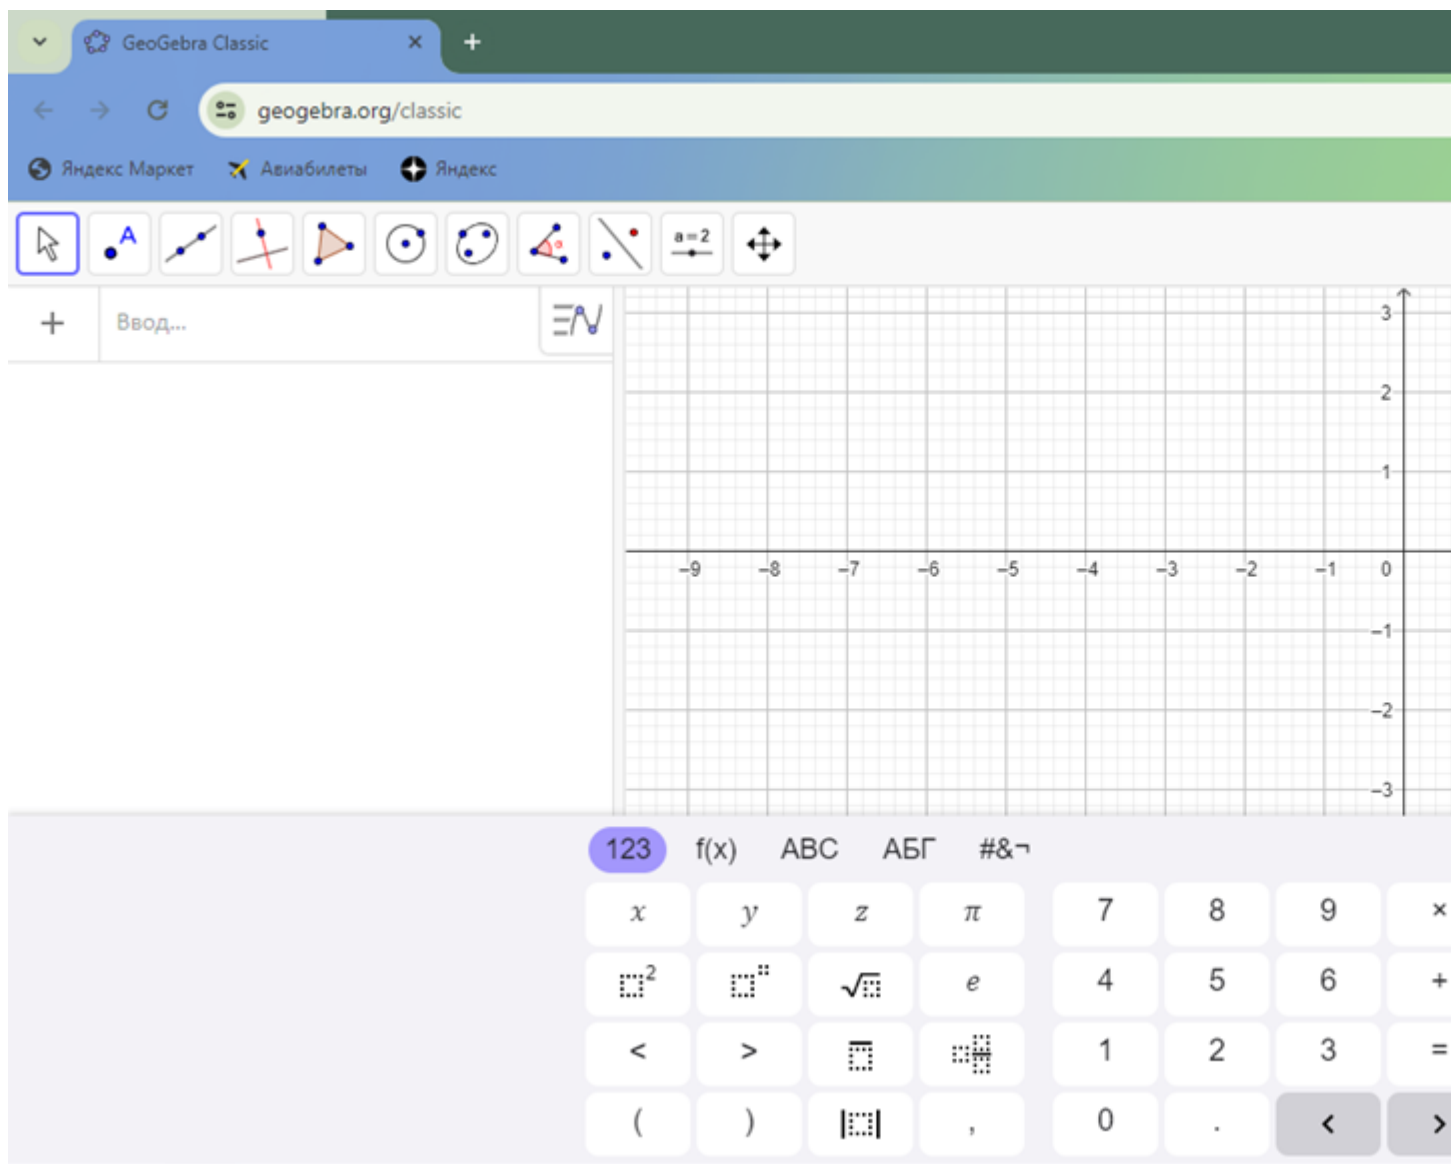 GeoGebra Classic
geogebra.org/classic
Яндекс Маркет Авиабилеты Яндекс
A α a=2
Ввод...
3
2
1
−9 −8 −7 −6 −5 −4 −3 −2 −1 0
−1
−2
−3
123 f(x) ABC АБГ #&¬
x y z π 7 8 9 ×
□² □ √□ e 4 5 6 +
< > 1 2 3 =
( ) |□| , 0 . < >